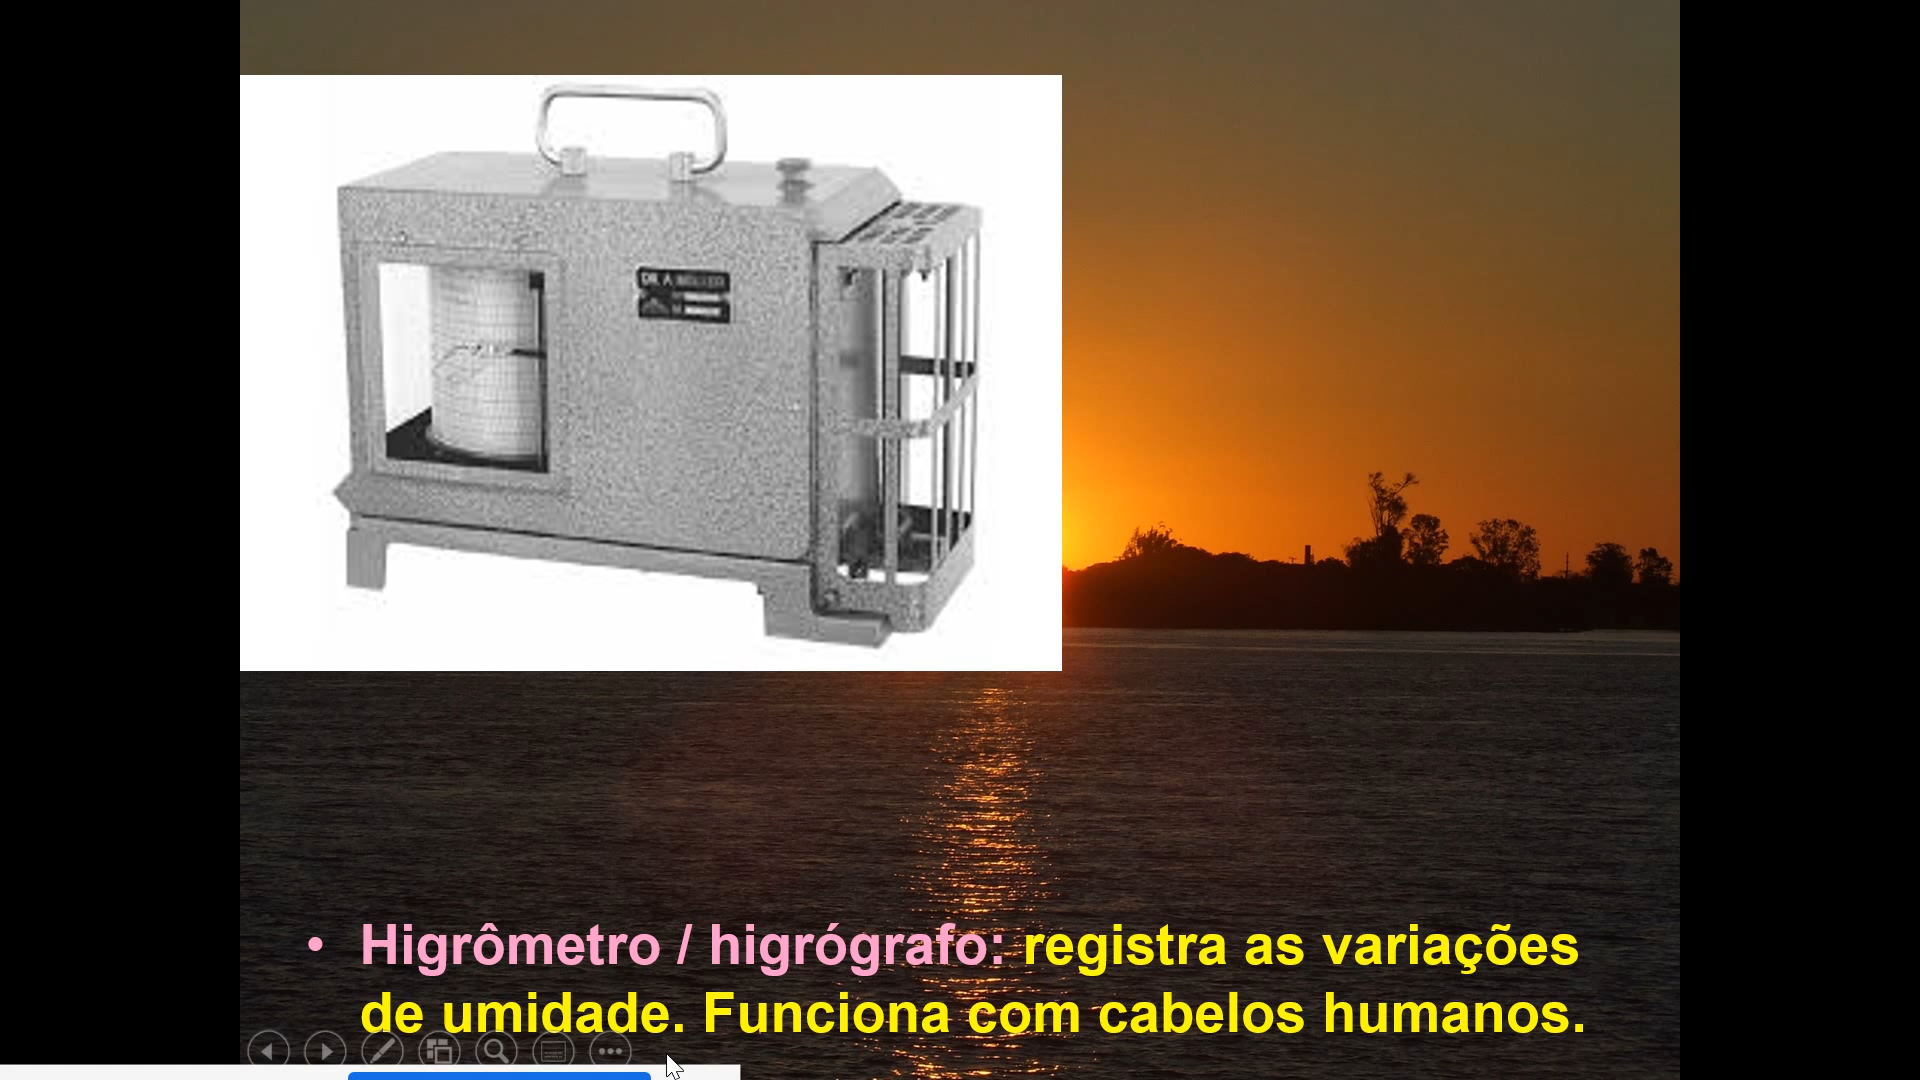 • Higrômetro / higrógrafo: registra as variações
de umidade. Funciona com cabelos humanos.